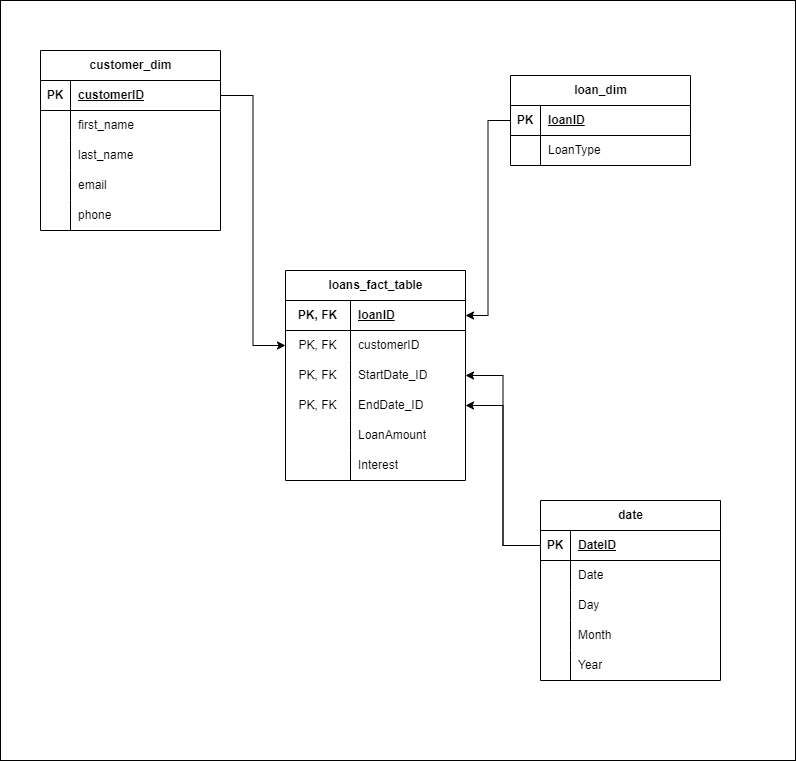 customer_dim
PK customerID
first_name
last_name
email
phone
loan_dim
PK loanID
LoanType
loans_fact_table
PK, FK loanID
PK, FK customerID
PK, FK StartDate_ID
PK, FK EndDate_ID
LoanAmount
Interest
date
PK DateID
Date
Day
Month
Year